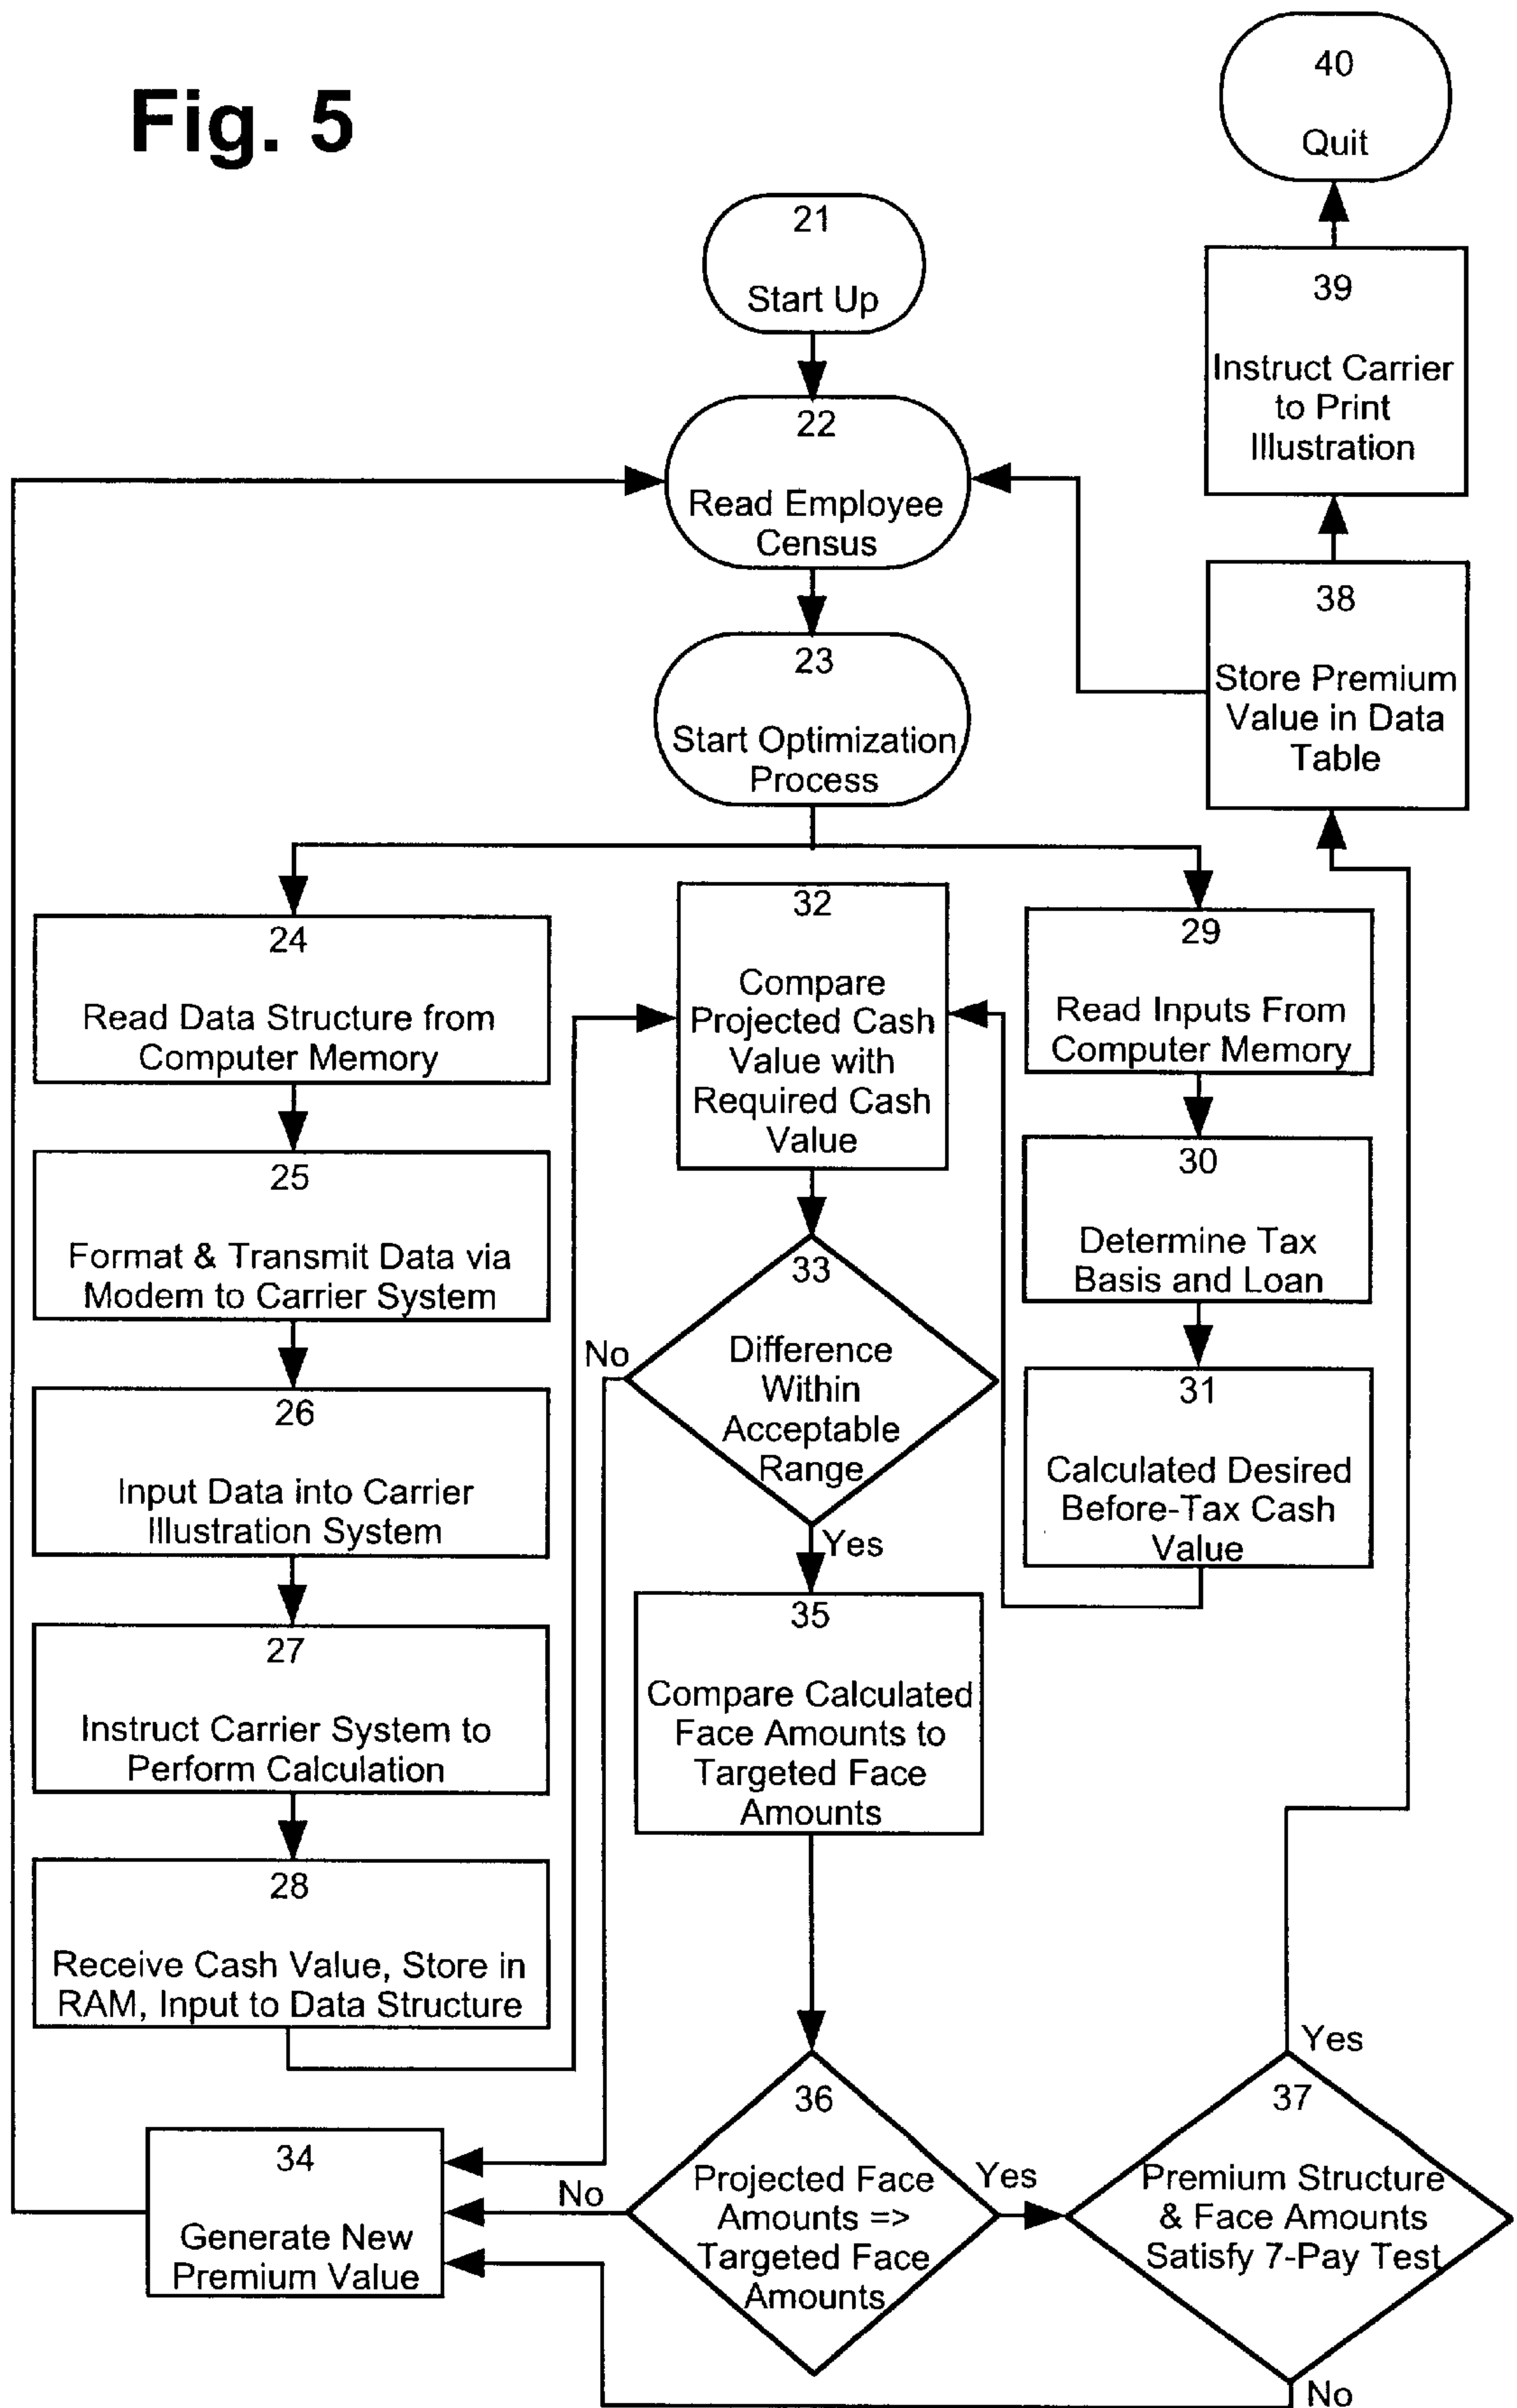 Fig. 5
40
Quit
21
Start Up
39
Instruct Carrier
to Print
Illustration
22
Read Employee
Census
38
Store Premium
Value in Data
Table
23
Start Optimization
Process
24
Read Data Structure from
Computer Memory
25
Format & Transmit Data via
Modem to Carrier System
26
Input Data into Carrier
Illustration System
27
Instruct Carrier System to
Perform Calculation
28
Receive Cash Value, Store in
RAM, Input to Data Structure
29
Read Inputs From
Computer Memory
30
Determine Tax
Basis and Loan
31
Calculated Desired
Before-Tax Cash
Value
32
Compare
Projected Cash
Value with
Required Cash
Value
33
Difference
Within
Acceptable
Range
No
Yes
35
Compare Calculated
Face Amounts to
Targeted Face
Amounts
36
Projected Face
Amounts =>
Targeted Face
Amounts
No
Yes
37
Premium Structure
& Face Amounts
Satisfy 7-Pay Test
Yes
No
34
Generate New
Premium Value